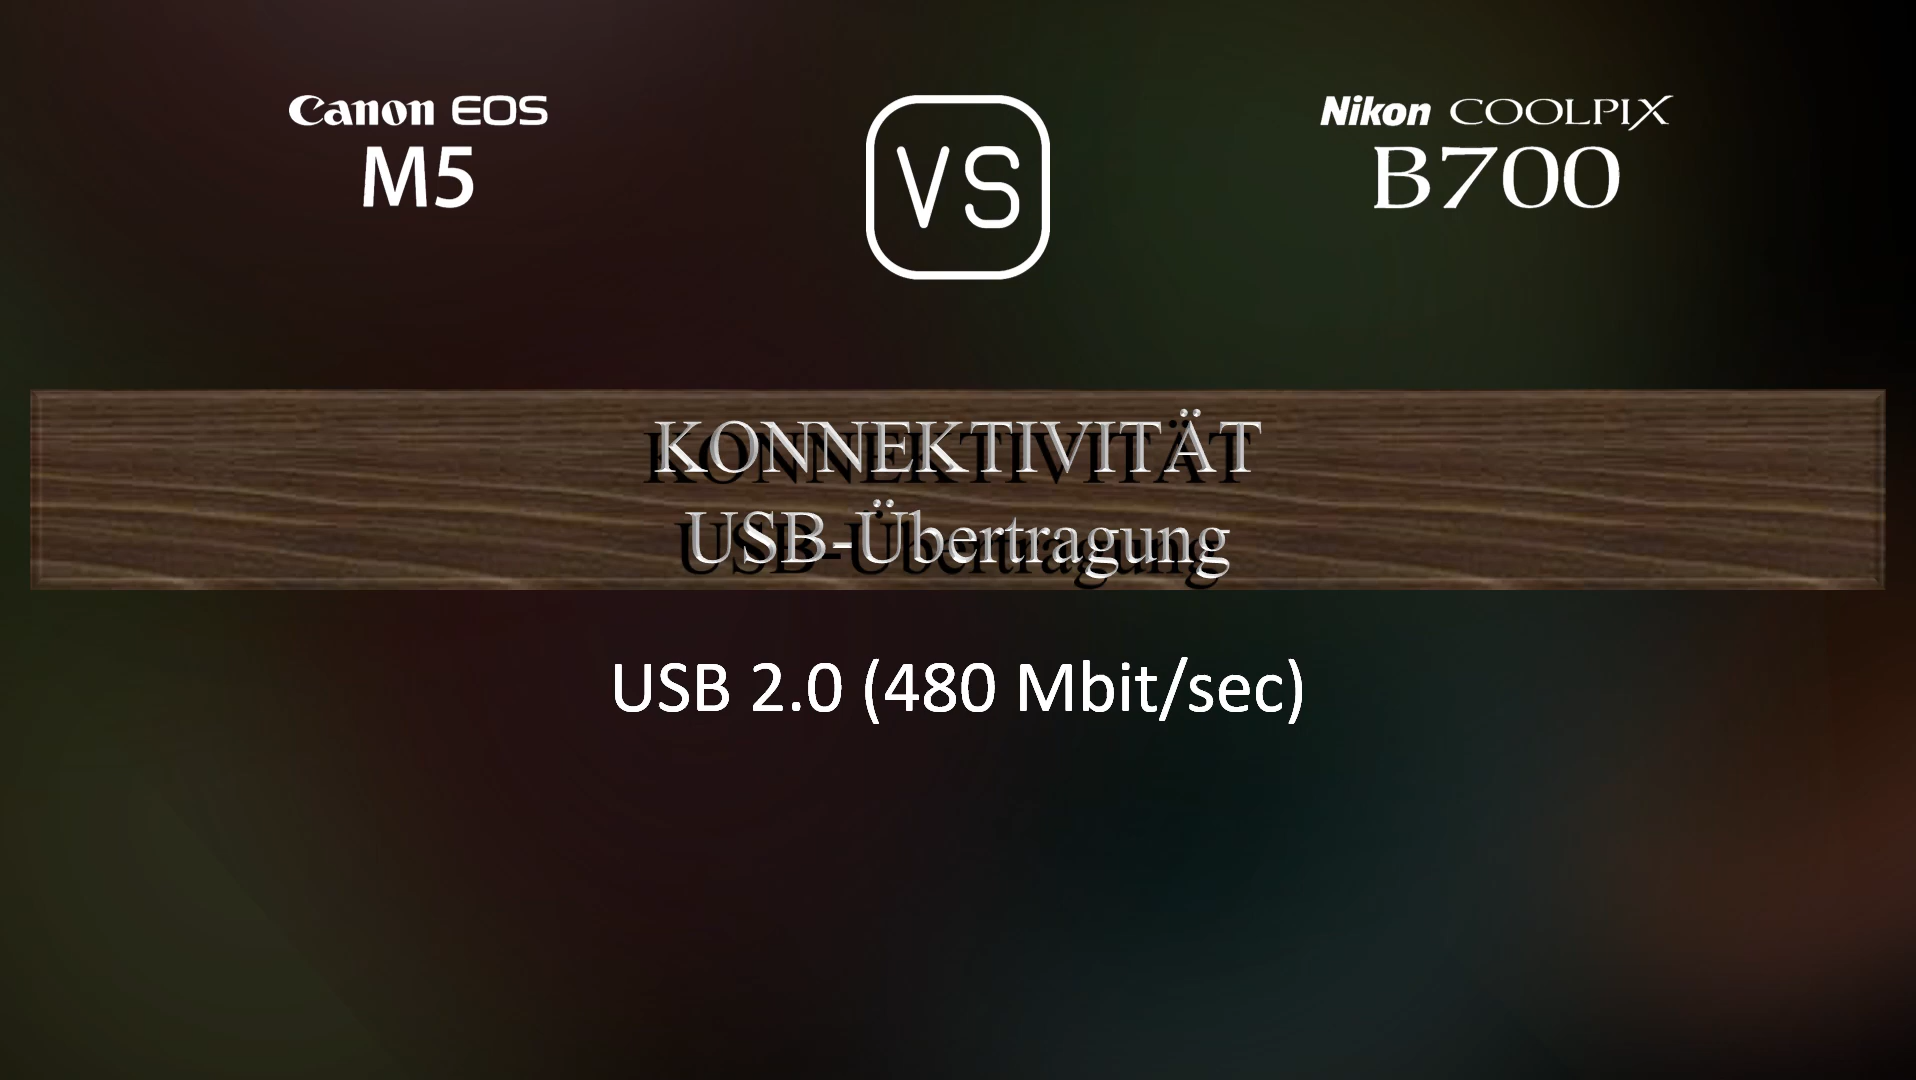 Canon EOS
M5
VS
Nikon COOLPIX
B700
KONNEKTIVITÄT
USB-Übertragung
USB 2.0 (480 Mbit/sec)